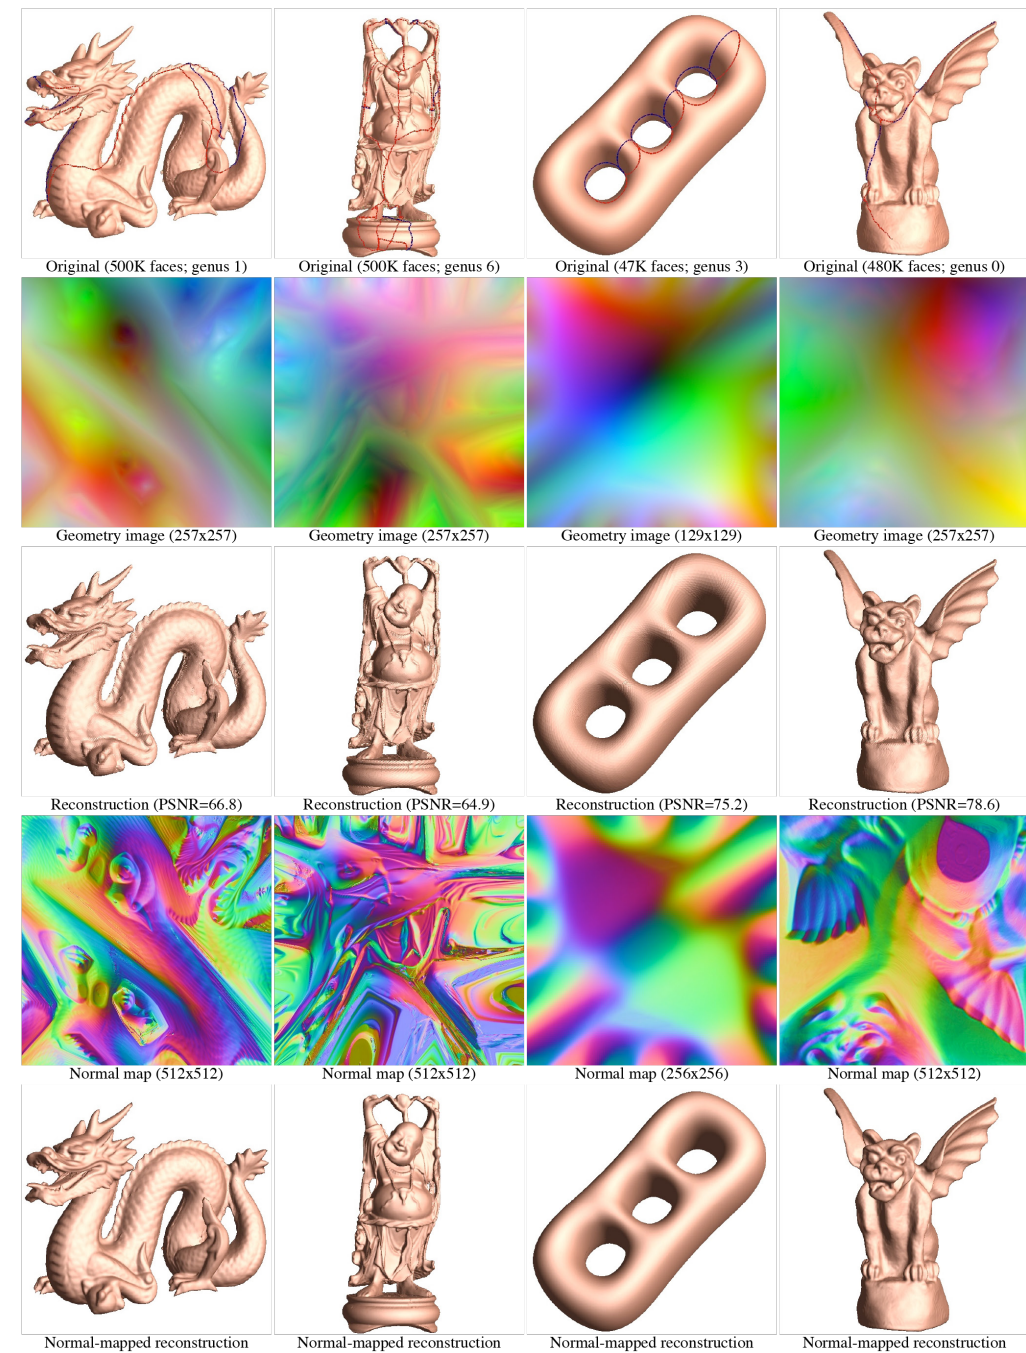 Original (500K faces; genus 1)
Original (500K faces; genus 6)
Original (47K faces; genus 3)
Original (480K faces; genus 0)
Geometry image (257x257)
Geometry image (257x257)
Geometry image (129x129)
Geometry image (257x257)
Reconstruction (PSNR=66.8)
Reconstruction (PSNR=64.9)
Reconstruction (PSNR=75.2)
Reconstruction (PSNR=78.6)
Normal map (512x512)
Normal map (512x512)
Normal map (256x256)
Normal map (512x512)
Normal-mapped reconstruction
Normal-mapped reconstruction
Normal-mapped reconstruction
Normal-mapped reconstruction